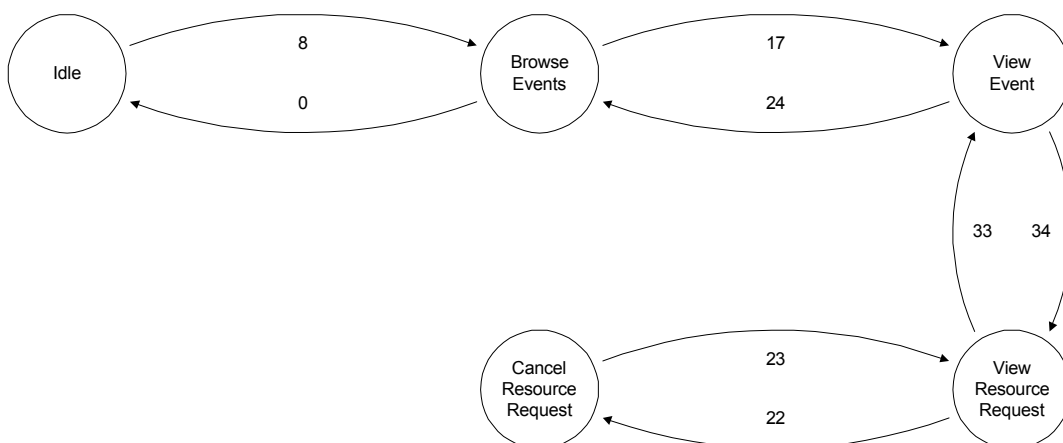 Idle
8
0
Browse
Events
17
24
View
Event
33
34
Cancel
Resource
Request
23
22
View
Resource
Request